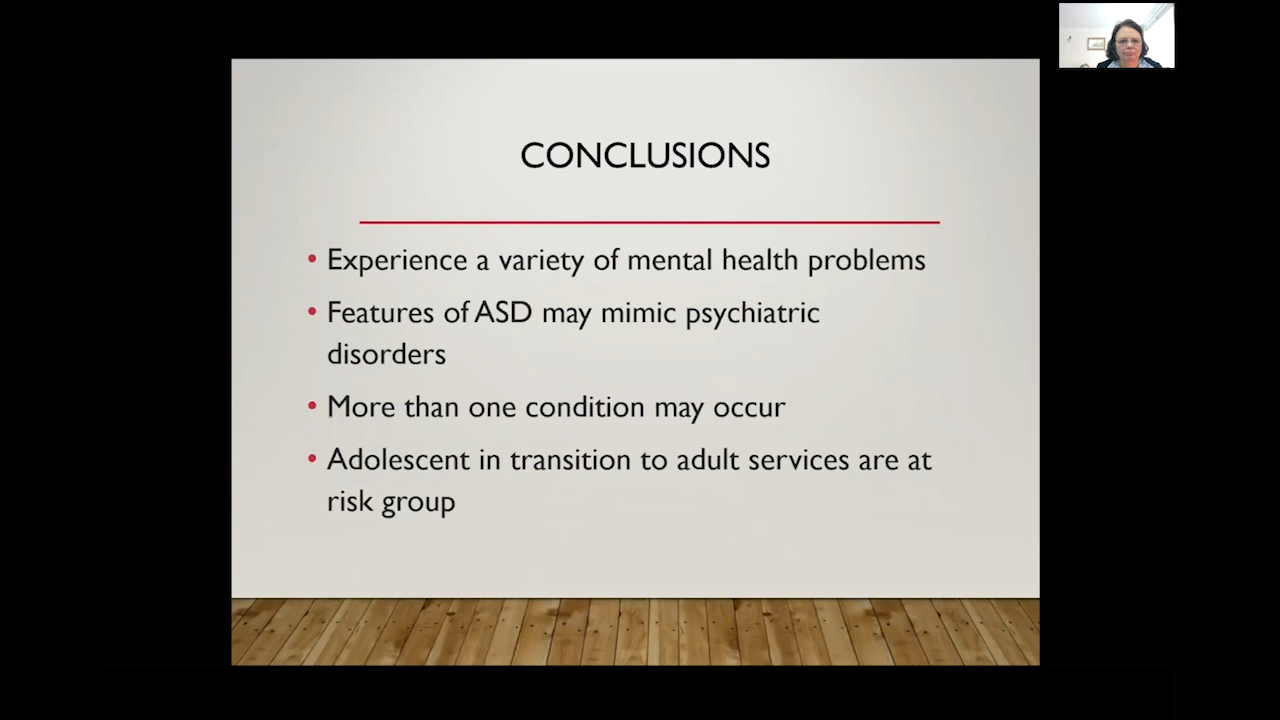 CONCLUSIONS
• Experience a variety of mental health problems
• Features of ASD may mimic psychiatric
disorders
• More than one condition may occur
• Adolescent in transition to adult services are at
risk group